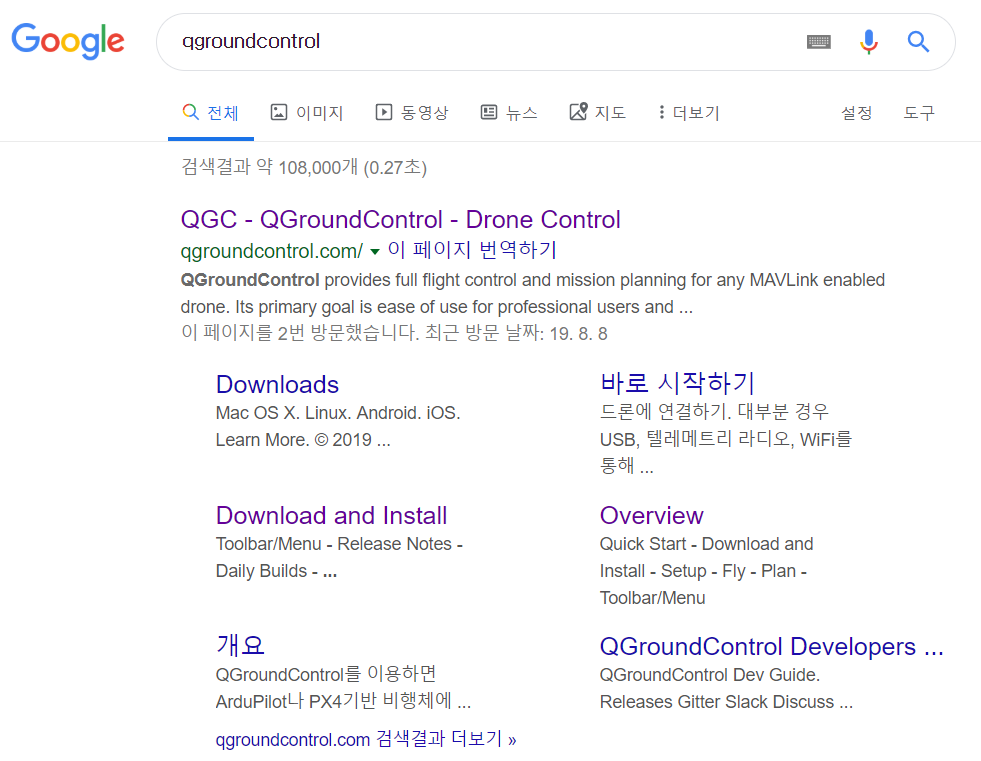 Google
qgroundcontrol
전체 이미지 동영상 뉴스 지도 더보기 설정 도구
검색결과 약 108,000개 (0.27초)
QGC - QGroundControl - Drone Control
qgroundcontrol.com/ 이 페이지 번역하기
QGroundControl provides full flight control and mission planning for any MAVLink enabled
drone. Its primary goal is ease of use for professional users and ...
이 페이지를 2번 방문했습니다. 최근 방문 날짜: 19. 8. 8
Downloads
Mac OS X. Linux. Android. iOS.
Learn More. © 2019 ...
바로 시작하기
드론에 연결하기. 대부분 경우
USB, 텔레메트리 라디오, WiFi를
통해 ...
Download and Install
Toolbar/Menu - Release Notes -
Daily Builds - ...
Overview
Quick Start - Download and
Install - Setup - Fly - Plan -
Toolbar/Menu
개요
QGroundControl를 이용하면
ArduPilot나 PX4기반 비행체에 ...
QGroundControl Developers ...
QGroundControl Dev Guide.
Releases Gitter Slack Discuss ...
qgroundcontrol.com 검색결과 더보기 »